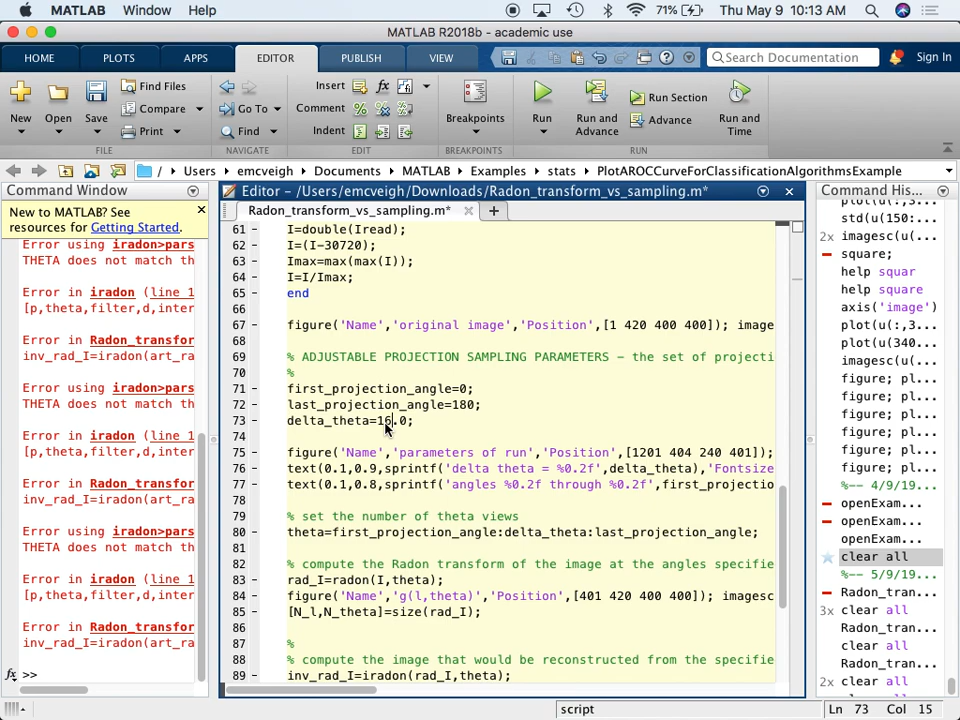 MATLAB Window Help 71% Thu May 9 10:13 AM
MATLAB R2018b - academic use
HOME PLOTS APPS EDITOR PUBLISH VIEW Search Documentation Sign In
New Open Save Find Files Compare Print
Go To Find
Insert fx
Comment
Indent
Breakpoints Run Run and Advance Run Section Advance Run and Time
FILE NAVIGATE EDIT BREAKPOINTS RUN
/ Users emcveigh Documents MATLAB Examples stats PlotAROCCurveForClassificationAlgorithmsExample
Command Window
New to MATLAB? See
resources for Getting Started.
Error using iradon>pars
THETA does not match th
Error in iradon (line 1
[p,theta,filter,d,inter
Error in Radon_transfor
inv_rad_I=iradon(art_ra
Error using iradon>pars
THETA does not match th
Error in iradon (line 1
[p,theta,filter,d,inter
Error in Radon_transfor
inv_rad_I=iradon(art_ra
Error using iradon>pars
THETA does not match th
Error in iradon (line 1
[p,theta,filter,d,inter
Error in Radon_transfor
inv_rad_I=iradon(art_ra
fx >>
Editor - /Users/emcveigh/Downloads/Radon_transform_vs_sampling.m*
Radon_transform_vs_sampling.m*
61 - I=double(Iread);
62 - I=(I-30720);
63 - Imax=max(max(I));
64 - I=I/Imax;
65 - end
66 -
67 - figure('Name','original image','Position',[1 420 400 400]); image
68 -
69 - % ADJUSTABLE PROJECTION SAMPLING PARAMETERS - the set of projecti
70 - %
71 - first_projection_angle=0;
72 - last_projection_angle=180;
73 - delta_theta=16.0;
74 -
75 - figure('Name','parameters of run','Position',[1201 404 240 401]);
76 - text(0.1,0.9,sprintf('delta theta = %0.2f',delta_theta),'Fontsize
77 - text(0.1,0.8,sprintf('angles %0.2f through %0.2f',first_projectio
78 -
79 - % set the number of theta views
80 - theta=first_projection_angle:delta_theta:last_projection_angle;
81 -
82 - % compute the Radon transform of the image at the angles specifie
83 - rad_I=radon(I,theta);
84 - figure('Name','g(l,theta)','Position',[401 420 400 400]); imagesc
85 - [N_l,N_theta]=size(rad_I);
86 -
87 - %
88 - % compute the image that would be reconstructed from the specifie
89 - inv_rad_I=iradon(rad_I,theta);
Command His...
plot(u(:,3...
std(u(150:
2x imagesc(u(...
square;
help squar
help square
axis('image')
plot(u(:,3...
plot(u(340...
imagesc(u(...
figure; pl...
figure; pl...
figure; pl...
figure; pl...
figure; pl...
%-- 4/9/19...
openExam...
openExam...
openExam...
clear all
%-- 5/9/19...
Radon_tran...
3x clear all
Radon_tran...
clear all
Radon_tran...
2x clear all
script Ln 73 Col 15